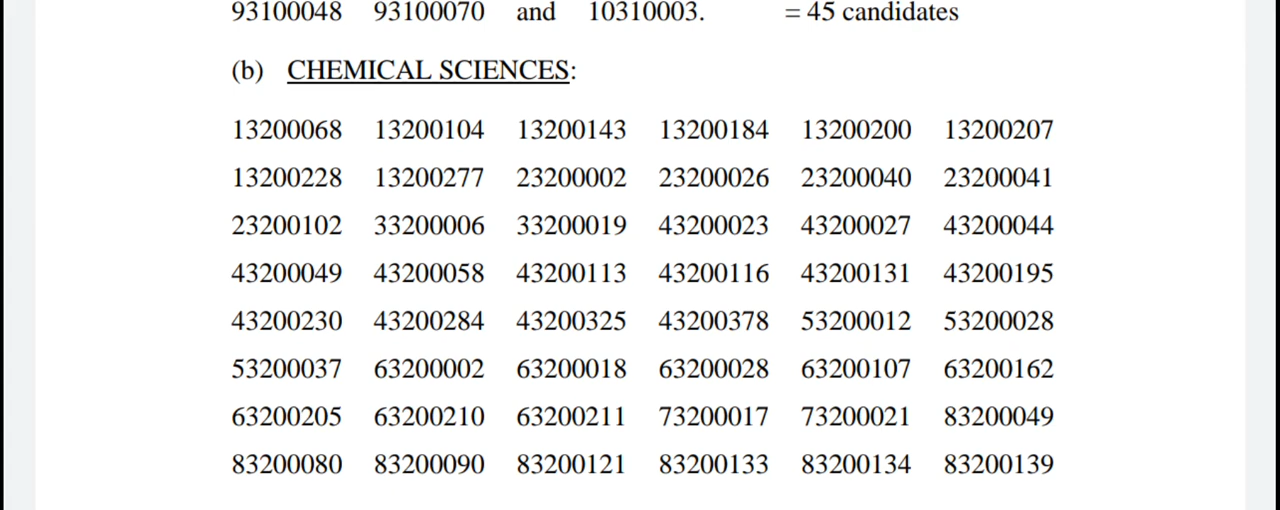 93100048 93100070 and 10310003. = 45 candidates
(b) CHEMICAL SCIENCES:
13200068 13200104 13200143 13200184 13200200 13200207
13200228 13200277 23200002 23200026 23200040 23200041
23200102 33200006 33200019 43200023 43200027 43200044
43200049 43200058 43200113 43200116 43200131 43200195
43200230 43200284 43200325 43200378 53200012 53200028
53200037 63200002 63200018 63200028 63200107 63200162
63200205 63200210 63200211 73200017 73200021 83200049
83200080 83200090 83200121 83200133 83200134 83200139